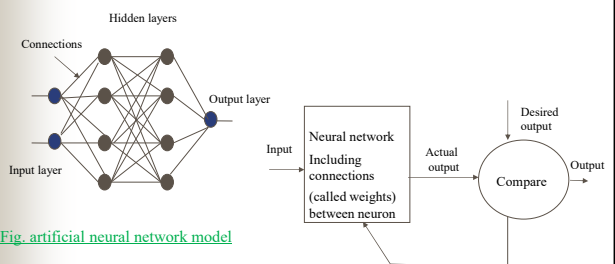 Hidden layers
Connections
Output layer
Input layer
Fig. artificial neural network model
Input
Neural network
Including
connections
(called weights)
between neuron
Actual
output
Desired
output
Compare
Output